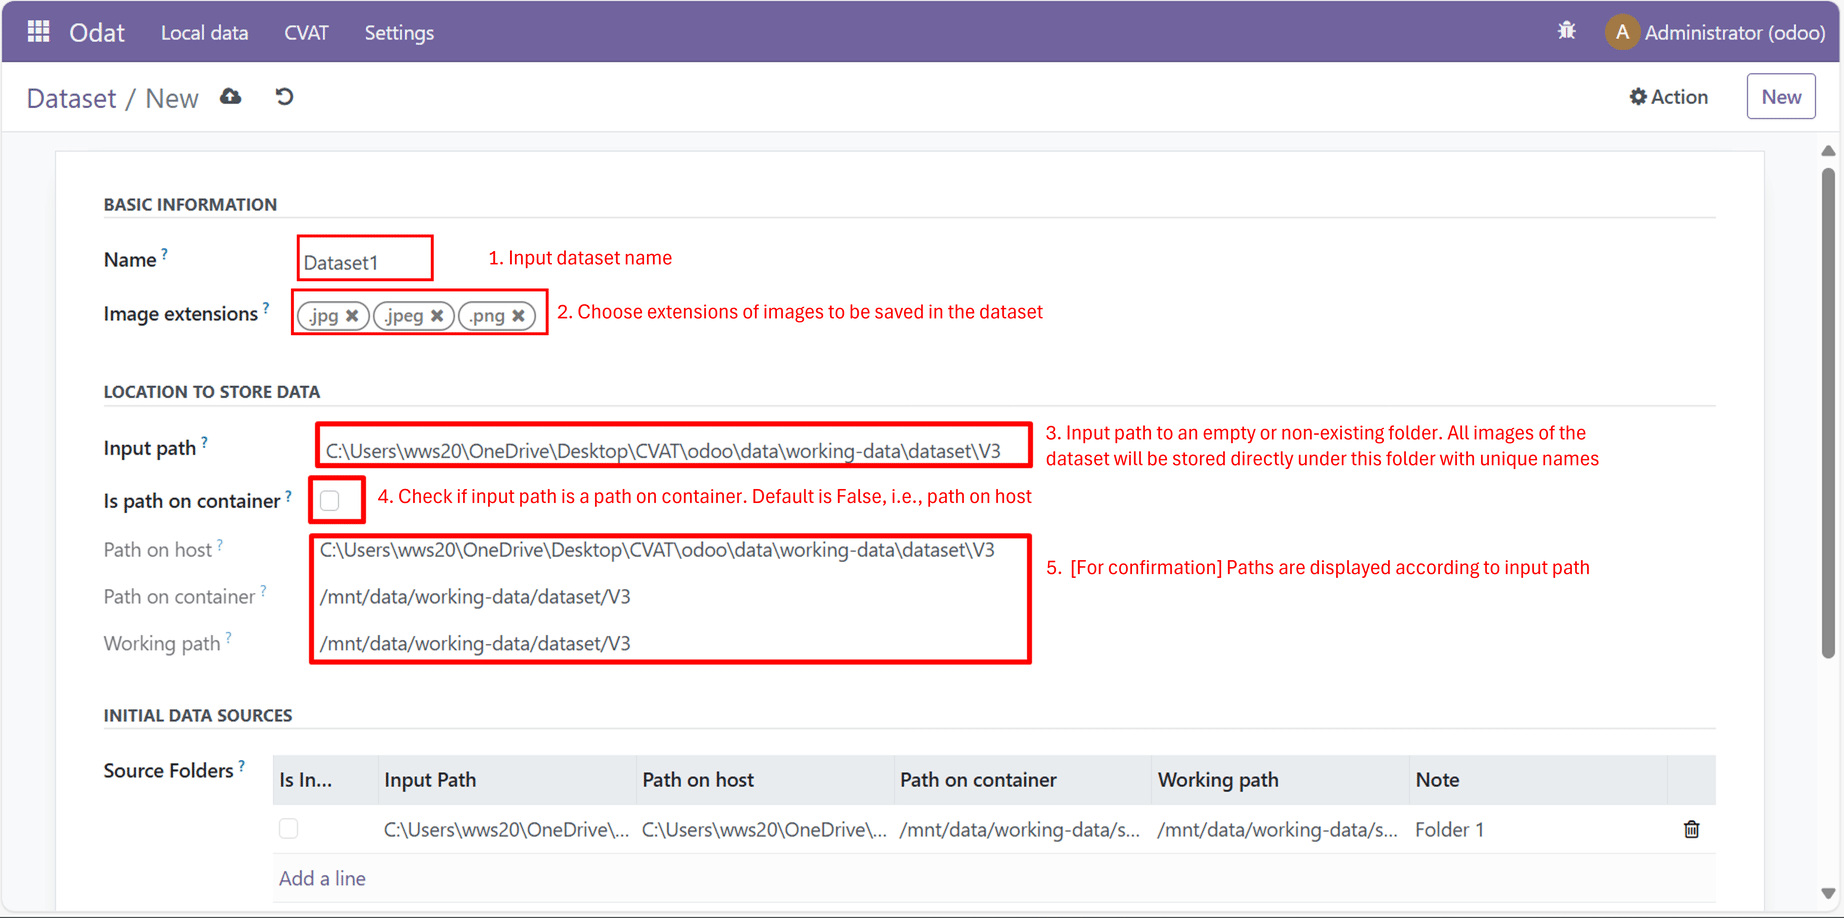 Odat Local data CVAT Settings A Administrator (odoo)
Dataset / New Action New
BASIC INFORMATION
Name ? Dataset1 1. Input dataset name
Image extensions ? .jpg .jpeg .png 2. Choose extensions of images to be saved in the dataset
LOCATION TO STORE DATA
Input path ? C:\Users\wws20\OneDrive\Desktop\CVAT\odoo\data\working-data\dataset\V3
3. Input path to an empty or non-existing folder. All images of the
dataset will be stored directly under this folder with unique names
Is path on container ? 4. Check if input path is a path on container. Default is False, i.e., path on host
Path on host ? C:\Users\wws20\OneDrive\Desktop\CVAT\odoo\data\working-data\dataset\V3
5. [For confirmation] Paths are displayed according to input path
Path on container ? /mnt/data/working-data/dataset/V3
Working path ? /mnt/data/working-data/dataset/V3
INITIAL DATA SOURCES
Source Folders ? Is In... Input Path Path on host Path on container Working path Note
C:\Users\wws20\OneDrive\... C:\Users\wws20\OneDrive\... /mnt/data/working-data/s... /mnt/data/working-data/s... Folder 1
Add a line